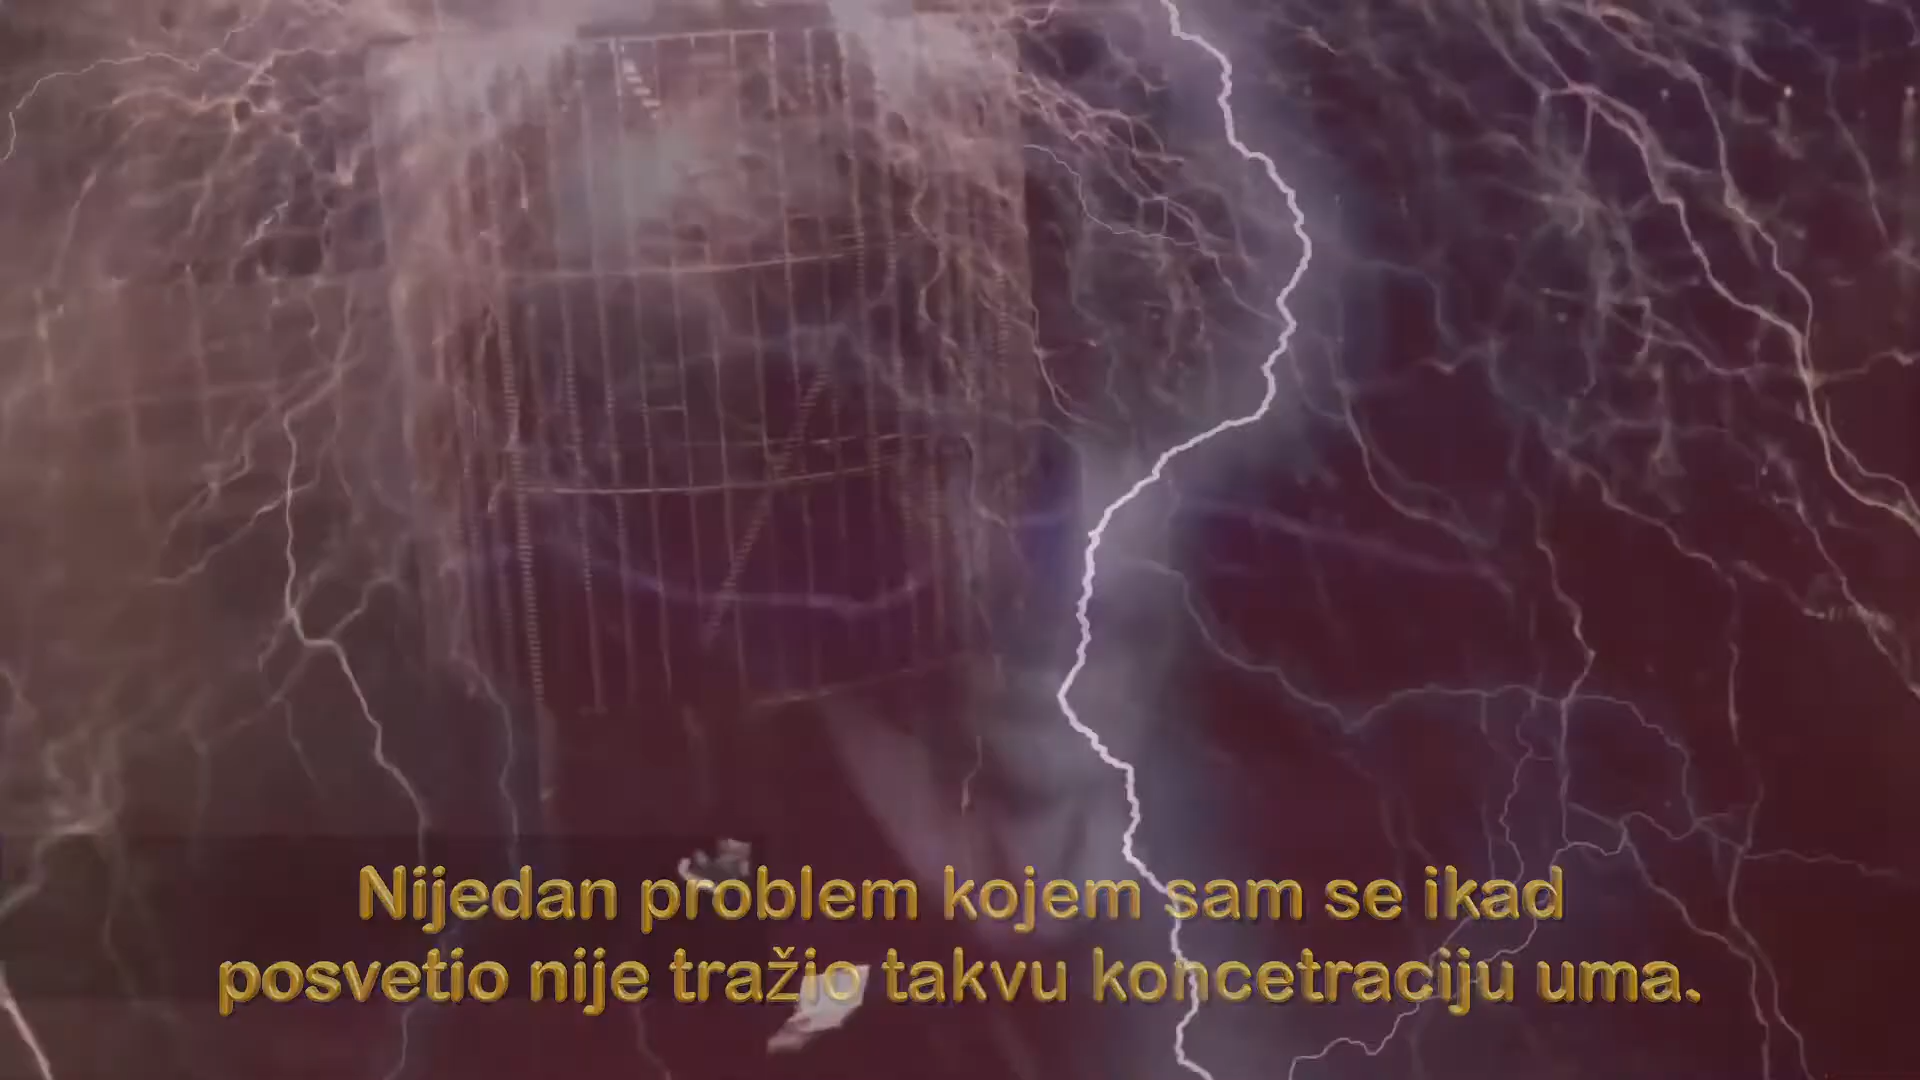 Nijedan problem kojem sam se ikad
posvetio nije tražio takvu koncetraciju uma.